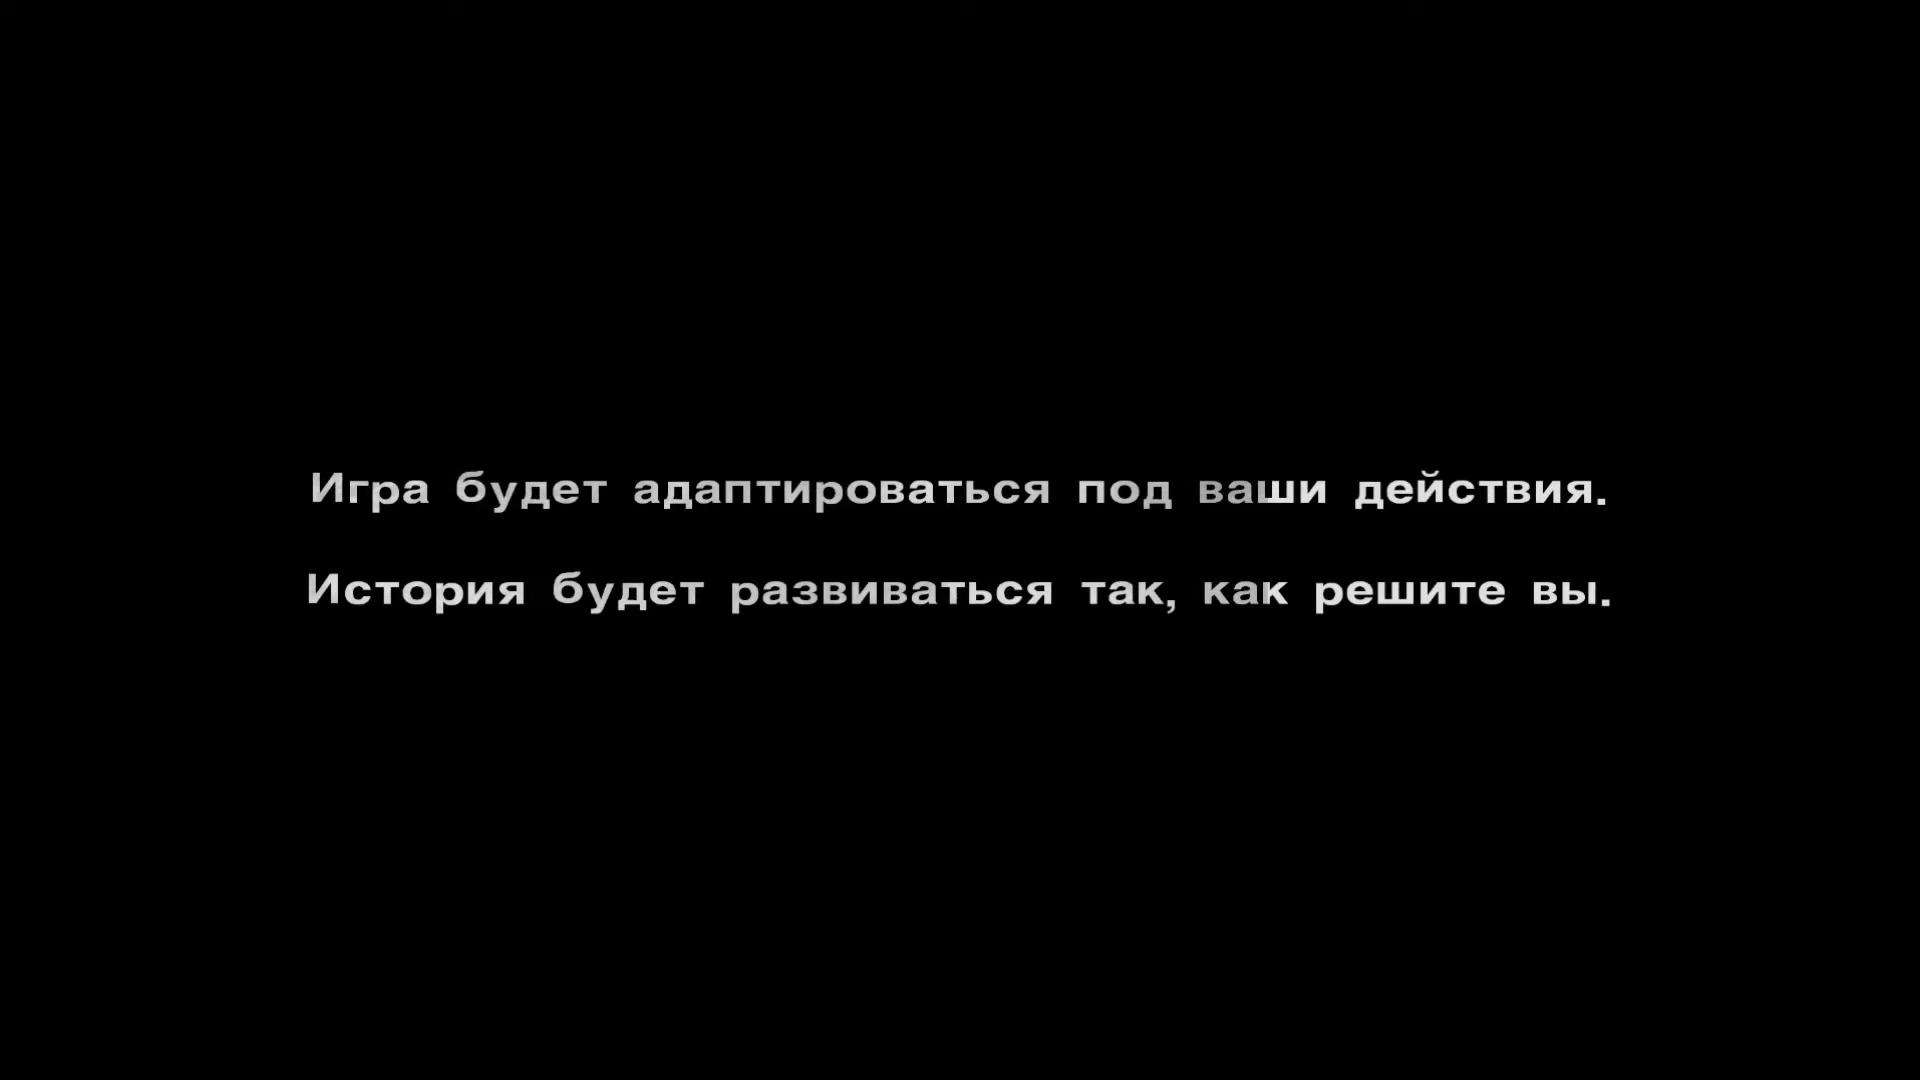 Игра будет адаптироваться под ваши действия.
История будет развиваться так, как решите вы.